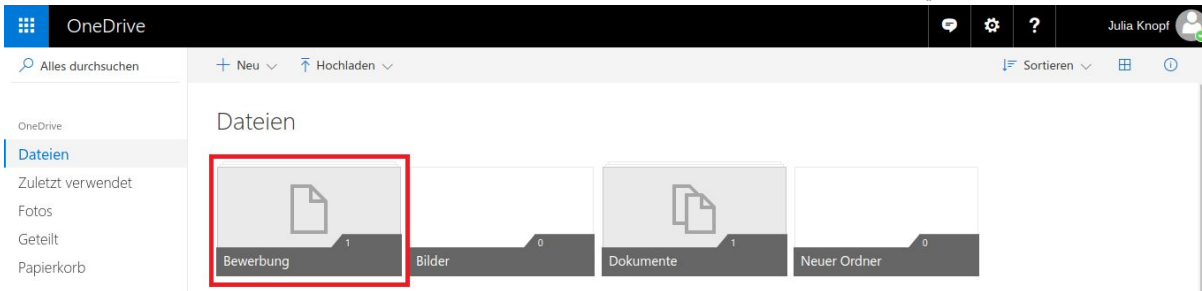 OneDrive
?
Julia Knopf
Alles durchsuchen
Neu
Hochladen
Sortieren
OneDrive
Dateien
Zuletzt verwendet
Fotos
Geteilt
Papierkorb
Dateien
1
Bewerbung
0
Bilder
1
Dokumente
0
Neuer Ordner